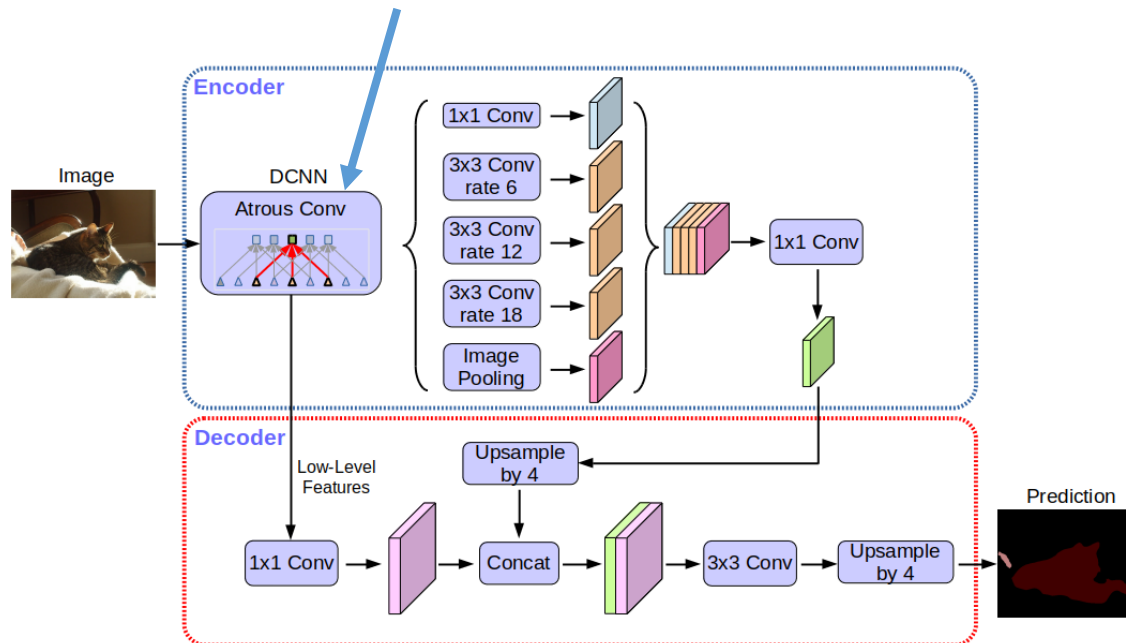 Encoder
Image
DCNN
Atrous Conv
1x1 Conv
3x3 Conv
rate 6
3x3 Conv
rate 12
3x3 Conv
rate 18
Image
Pooling
1x1 Conv
Decoder
Low-Level
Features
Upsample
by 4
1x1 Conv
Concat
3x3 Conv
Upsample
by 4
Prediction